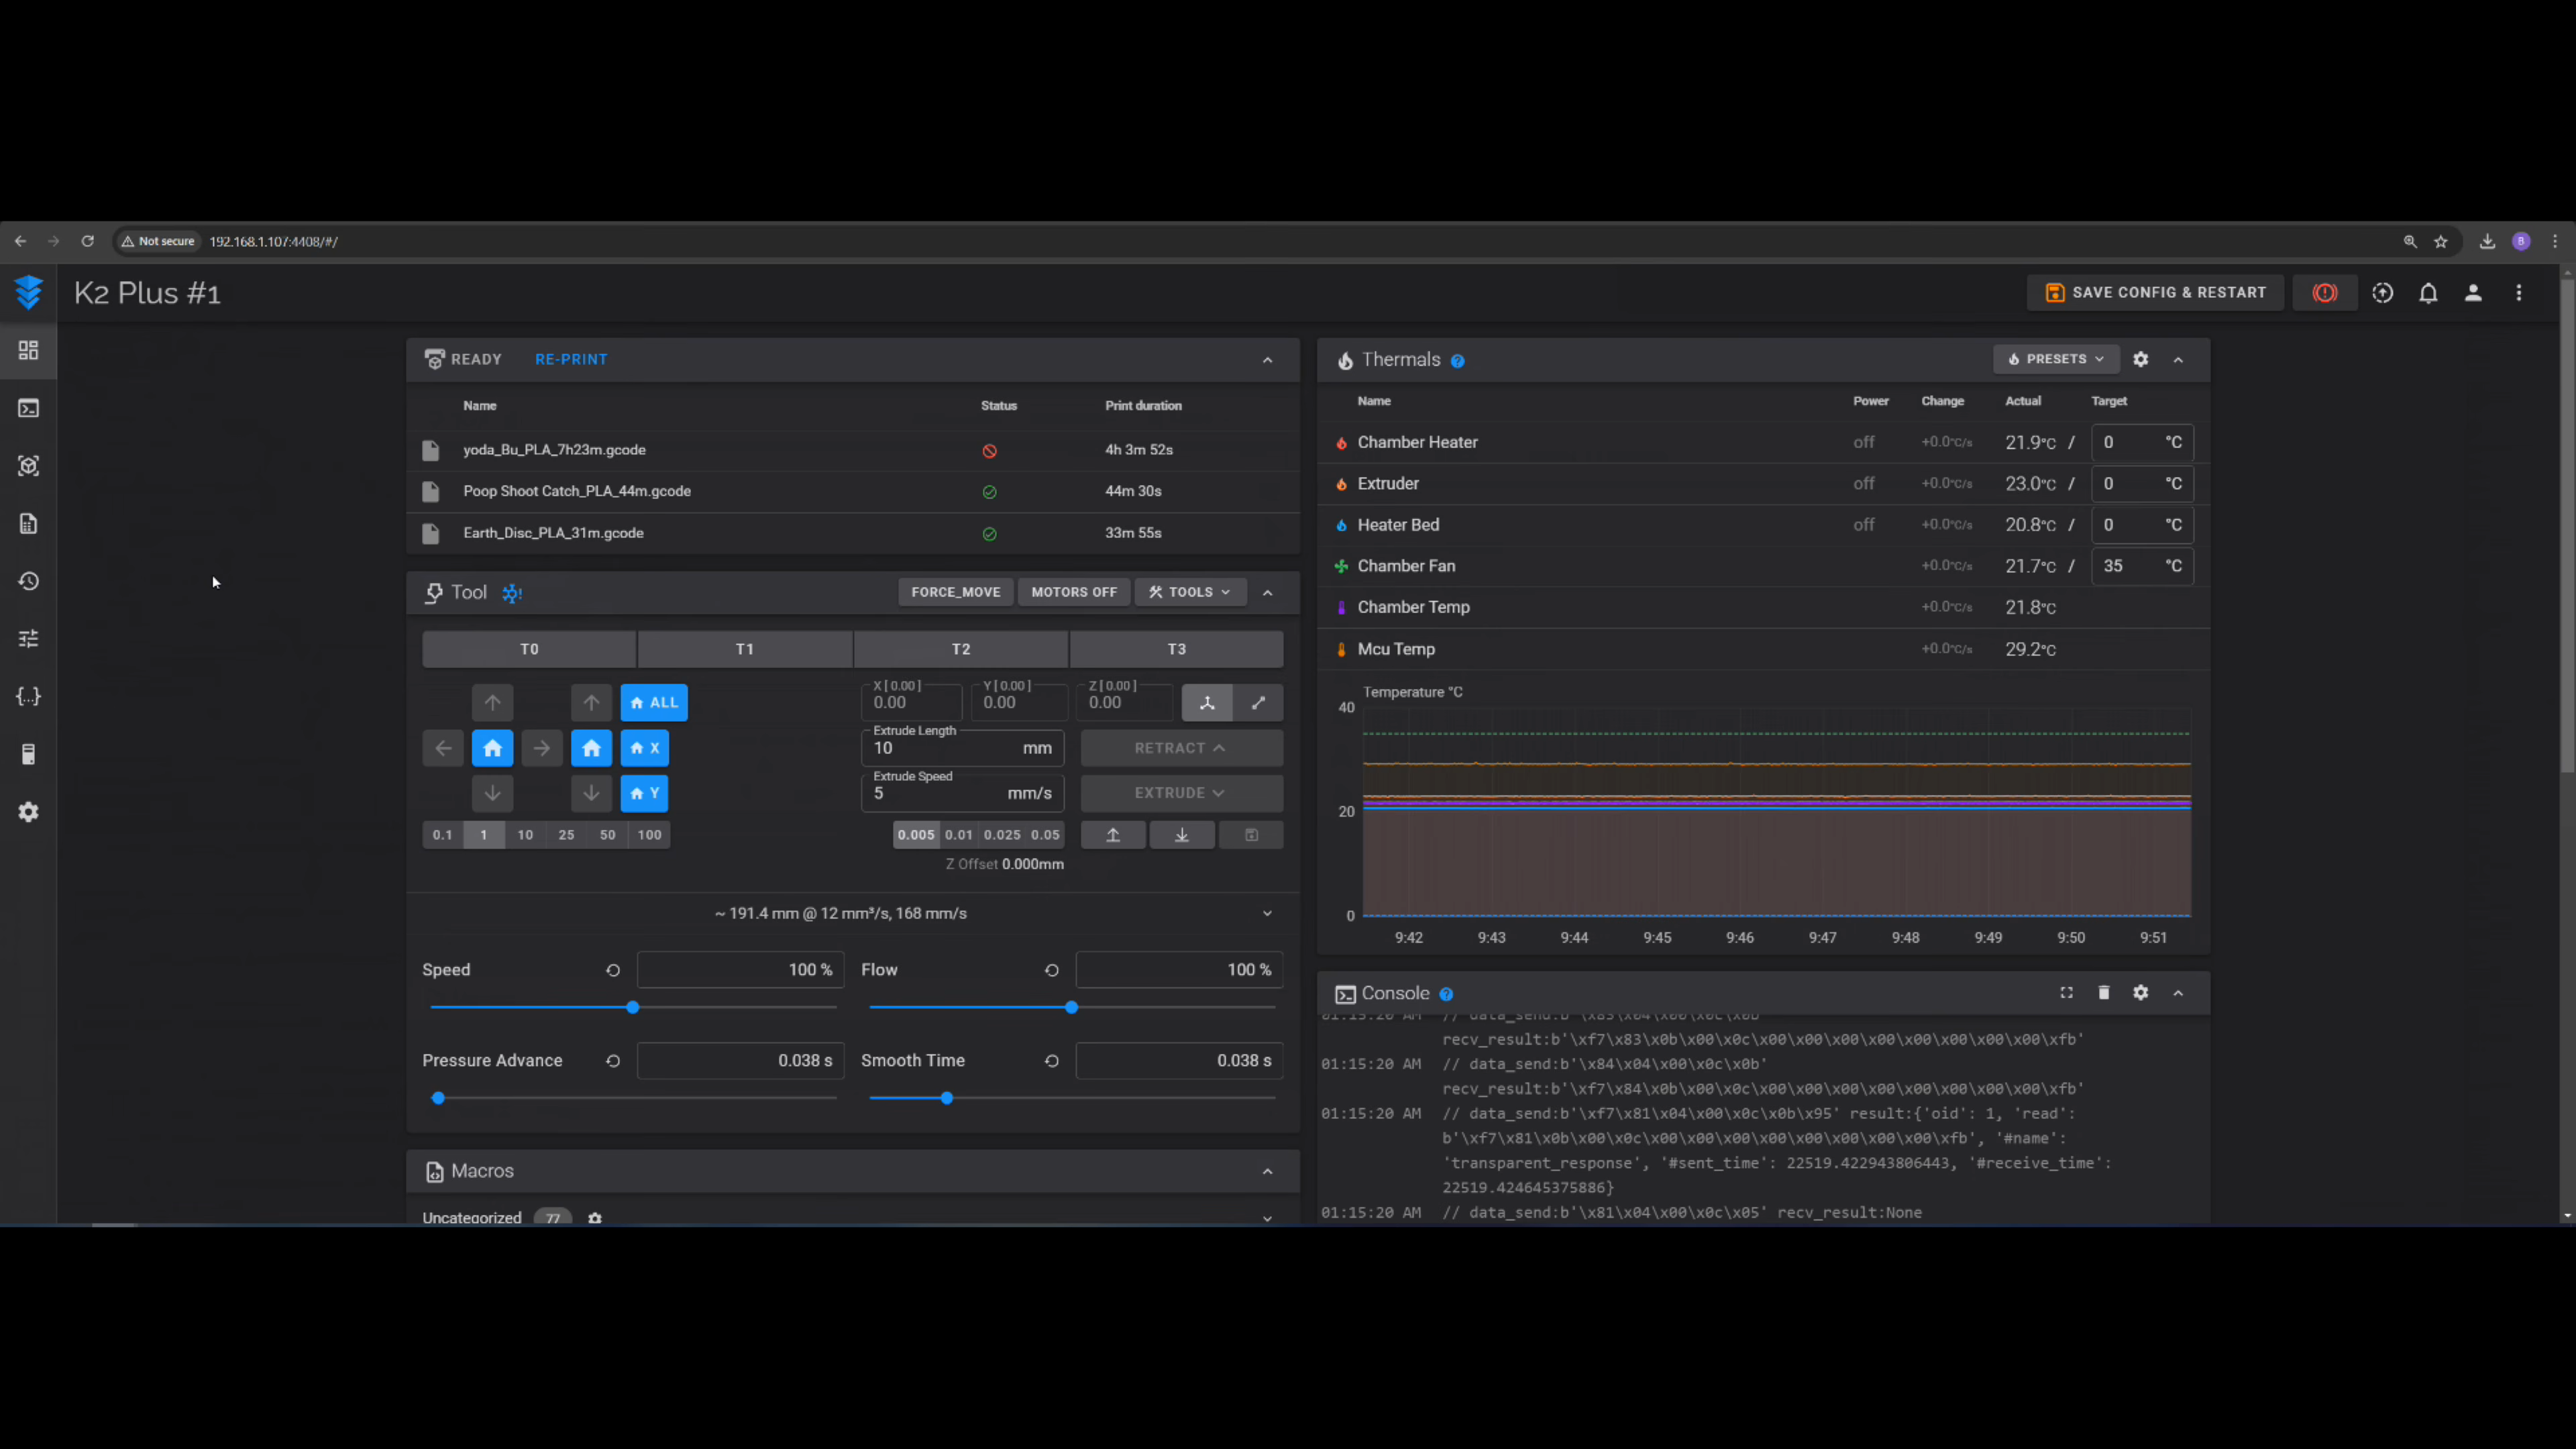 Not secure 192.168.1.107:4408/#/
B
K2 Plus #1
SAVE CONFIG & RESTART
READY RE-PRINT
Name Status Print duration
yoda_Bu_PLA_7h23m.gcode 4h 3m 52s
Poop Shoot Catch_PLA_44m.gcode 44m 30s
Earth_Disc_PLA_31m.gcode 33m 55s
Tool FORCE_MOVE MOTORS OFF TOOLS
T0 T1 T2 T3
ALL
X
Y
X [ 0.00 ] Y [ 0.00 ] Z [ 0.00 ]
0.00 0.00 0.00
Extrude Length
10 mm RETRACT
Extrude Speed
5 mm/s EXTRUDE
0.1 1 10 25 50 100
0.005 0.01 0.025 0.05
Z Offset 0.000mm
~ 191.4 mm @ 12 mm³/s, 168 mm/s
Speed 100 % Flow 100 %
Pressure Advance 0.038 s Smooth Time 0.038 s
Macros
Uncategorized 77
Thermals PRESETS
Name Power Change Actual Target
Chamber Heater off +0.0°C/s 21.9°C / 0 °C
Extruder off +0.0°C/s 23.0°C / 0 °C
Heater Bed off +0.0°C/s 20.8°C / 0 °C
Chamber Fan +0.0°C/s 21.7°C / 35 °C
Chamber Temp +0.0°C/s 21.8°C
Mcu Temp +0.0°C/s 29.2°C
Temperature °C
40
20
0
9:42 9:43 9:44 9:45 9:46 9:47 9:48 9:49 9:50 9:51
Console
01:15:20 AM // data_send:b'\x83\x04\x00\x0c\x0b'
recv_result:b'\xf7\x83\x0b\x00\x0c\x00\x00\x00\x00\x00\x00\x00\x00\xfb'
01:15:20 AM // data_send:b'\x84\x04\x00\x0c\x0b'
recv_result:b'\xf7\x84\x0b\x00\x0c\x00\x00\x00\x00\x00\x00\x00\x00\xfb'
01:15:20 AM // data_send:b'\xf7\x81\x04\x00\x0c\x0b\x95' result:{'oid': 1, 'read':
b'\xf7\x81\x0b\x00\x0c\x00\x00\x00\x00\x00\x00\x00\x00\xfb', '#name':
'transparent_response', '#sent_time': 22519.422943806443, '#receive_time':
22519.424645375886}
01:15:20 AM // data_send:b'\x81\x04\x00\x0c\x05' recv_result:None